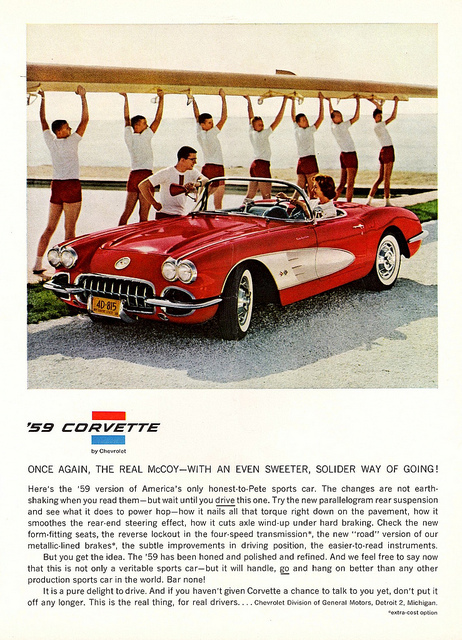 4D-815
'59 CORVETTE
by Chevrolet
ONCE AGAIN, THE REAL McCOY—WITH AN EVEN SWEETER, SOLIDER WAY OF GOING!
Here's the '59 version of America's only honest-to-Pete sports car. The changes are not earth-
shaking when you read them—but wait until you drive this one. Try the new parallelogram rear suspension
and see what it does to power hop—how it nails all that torque right down on the pavement, how it
smoothes the rear-end steering effect, how it cuts axle wind-up under hard braking. Check the new
form-fitting seats, the reverse lockout in the four-speed transmission*, the new "road" version of our
metallic-lined brakes*, the subtle improvements in driving position, the easier-to-read instruments.
But you get the idea. The '59 has been honed and polished and refined. And we feel free to say now
that this is not only a veritable sports car—but it will handle, go and hang on better than any other
production sports car in the world. Bar none!
It is a pure delight to drive. And if you haven't given Corvette a chance to talk to you yet, don't put it
off any longer. This is the real thing, for real drivers. . . . Chevrolet Division of General Motors, Detroit 2, Michigan.
*extra-cost option